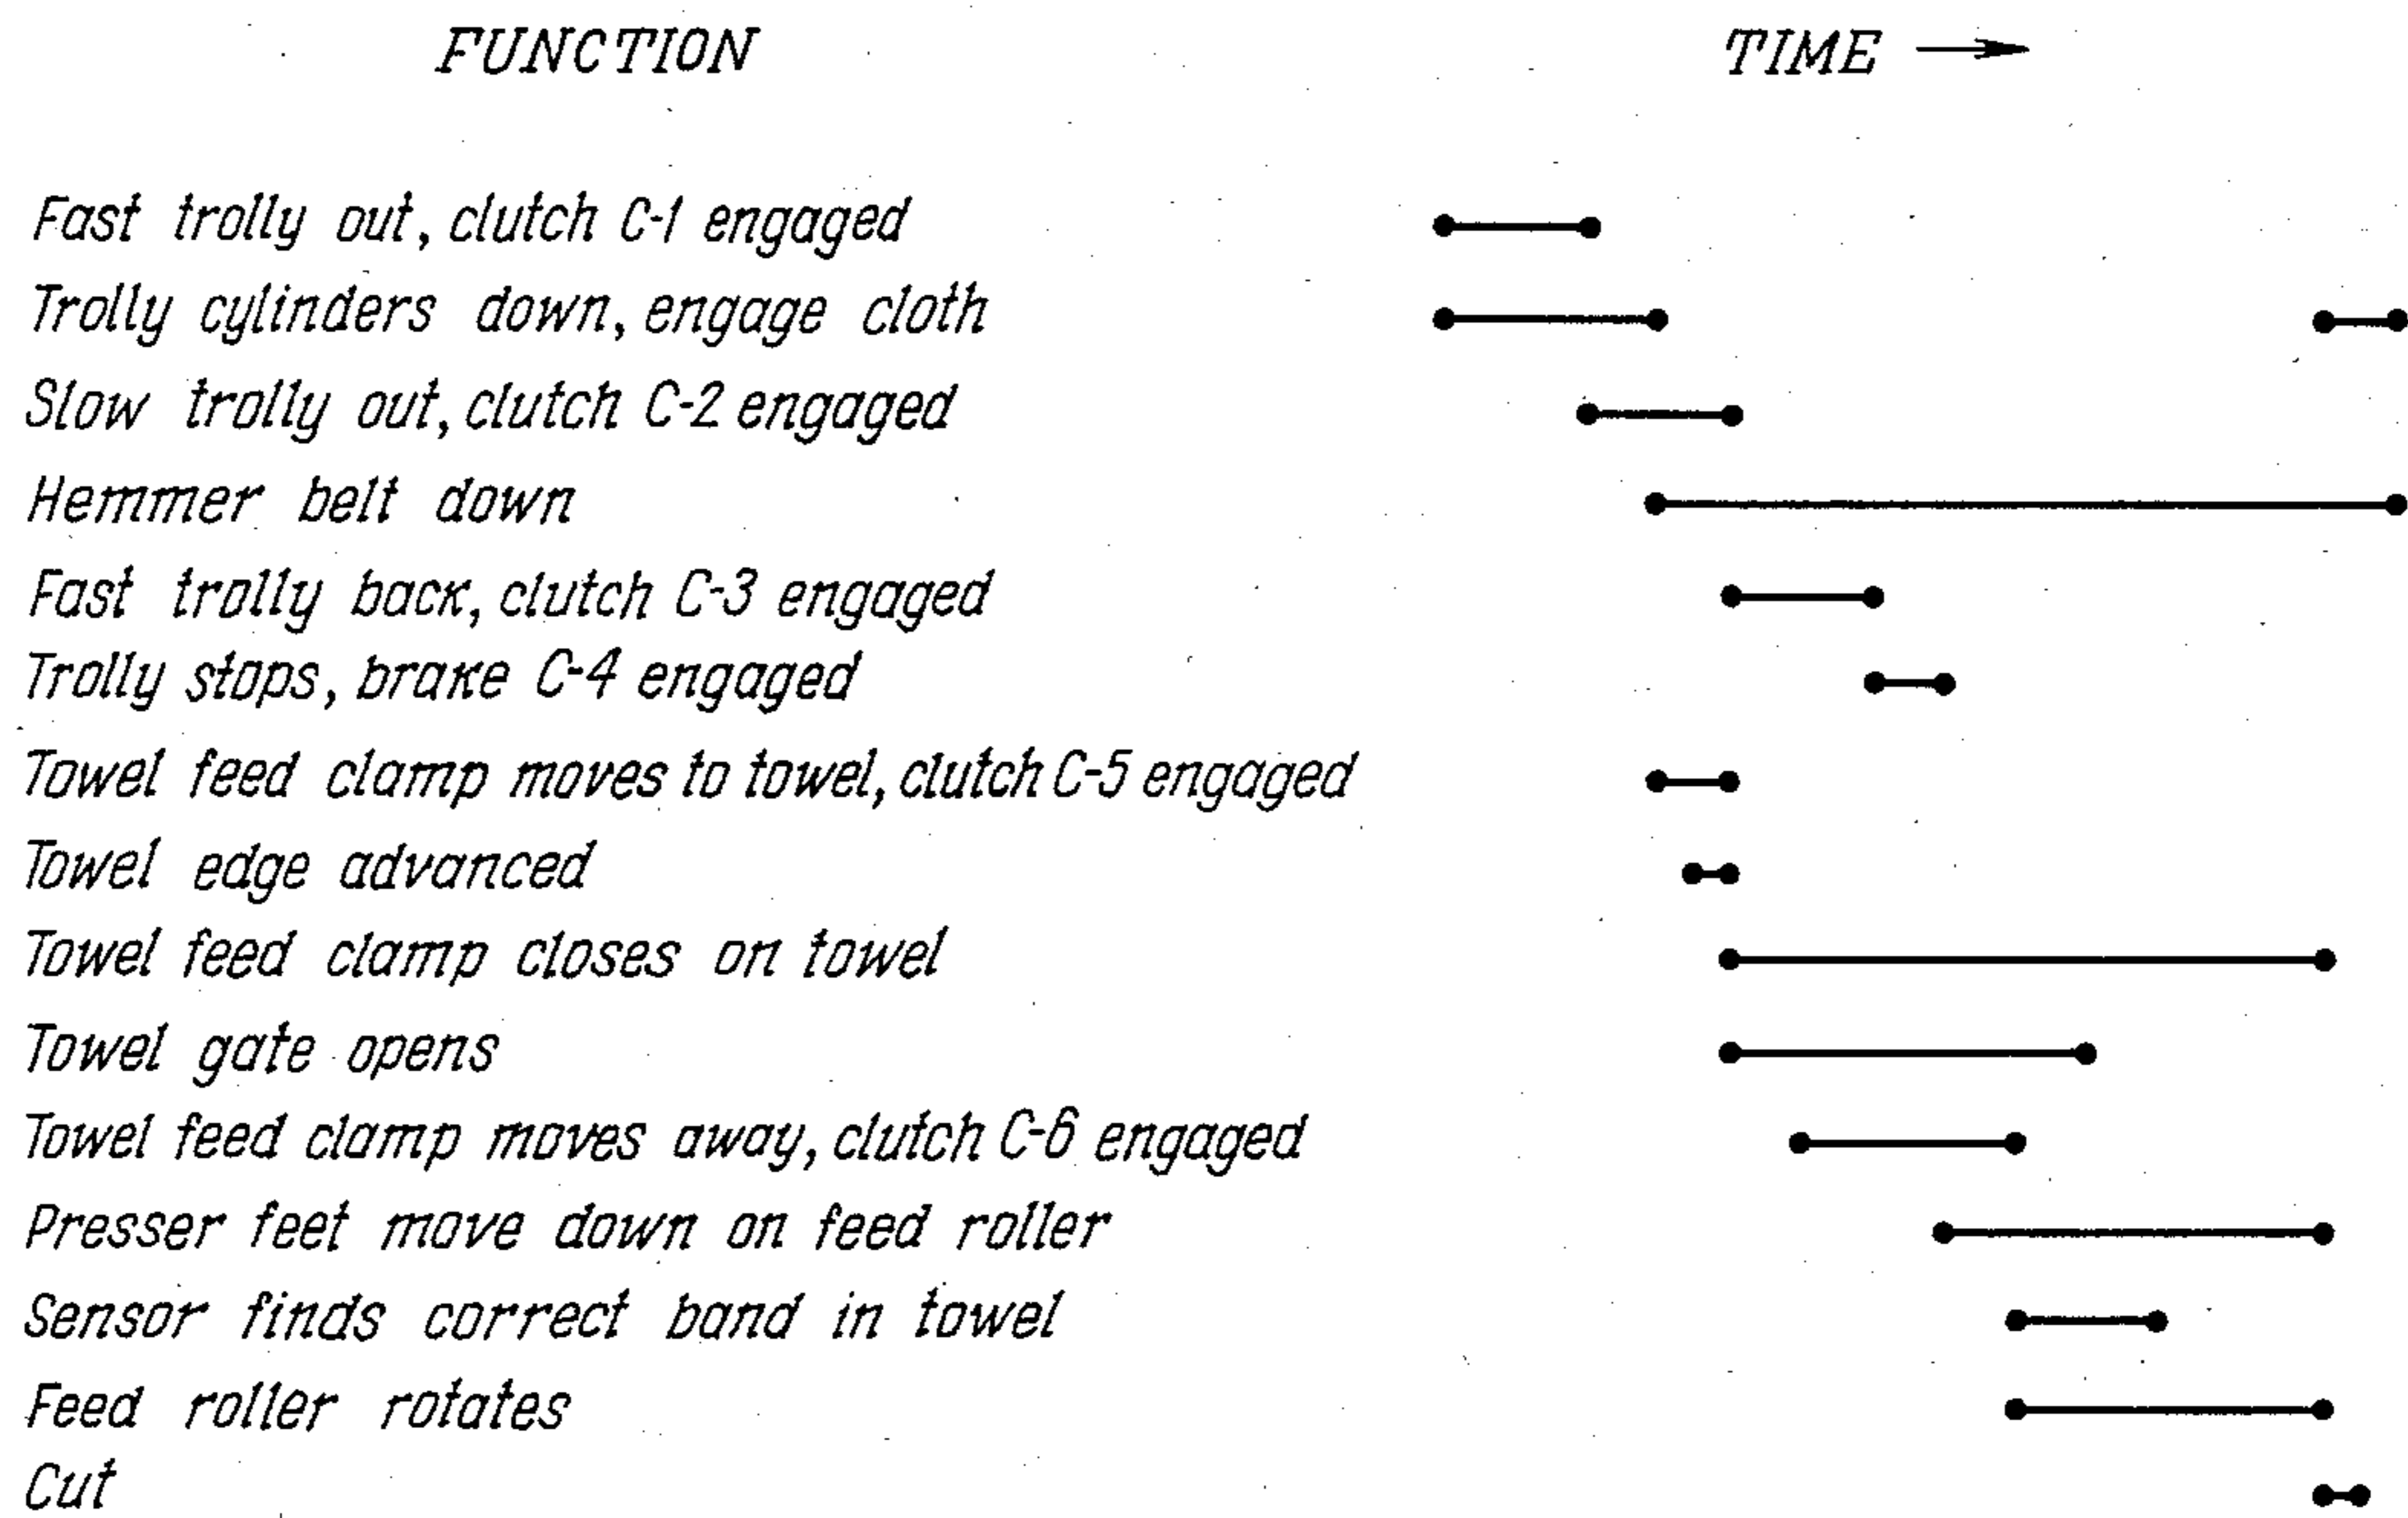 FUNCTION TIME
Fast trolly out, clutch C-1 engaged
Trolly cylinders down, engage cloth
Slow trolly out, clutch C-2 engaged
Hemmer belt down
Fast trolly back, clutch C-3 engaged
Trolly stops, brake C-4 engaged
Towel feed clamp moves to towel, clutch C-5 engaged
Towel edge advanced
Towel feed clamp closes on towel
Towel gate opens
Towel feed clamp moves away, clutch C-6 engaged
Presser feet move down on feed roller
Sensor finds correct band in towel
Feed roller rotates
Cut